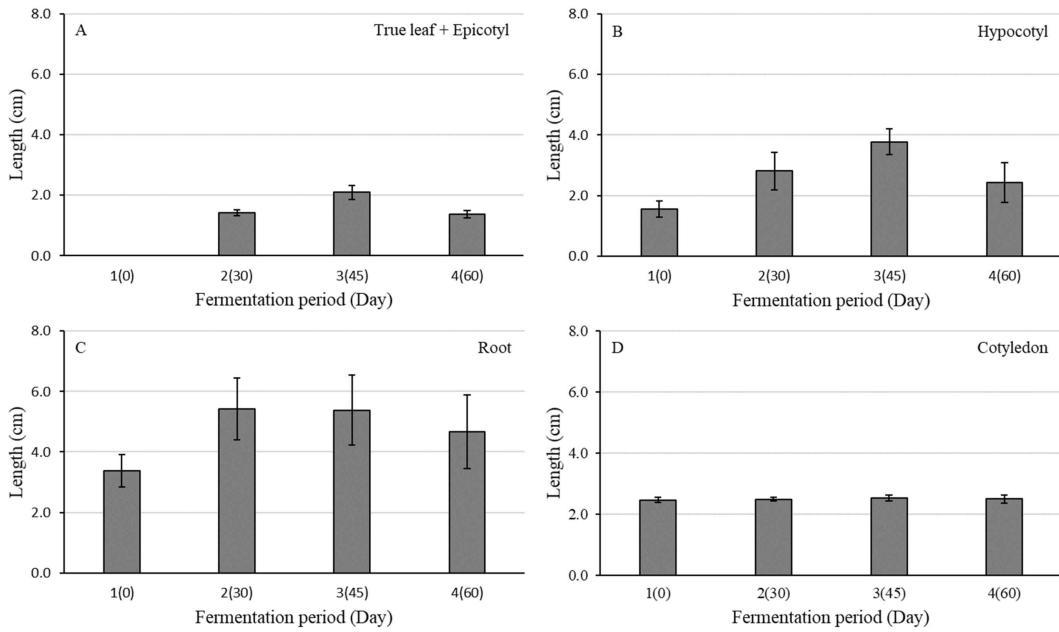 A
True leaf + Epicotyl
Length (cm)
8.0
6.0
4.0
2.0
0.0
1(0) 2(30) 3(45) 4(60)
Fermentation period (Day)
B
Hypocotyl
Length (cm)
8.0
6.0
4.0
2.0
0.0
1(0) 2(30) 3(45) 4(60)
Fermentation period (Day)
C
Root
Length (cm)
8.0
6.0
4.0
2.0
0.0
1(0) 2(30) 3(45) 4(60)
Fermentation period (Day)
D
Cotyledon
Length (cm)
8.0
6.0
4.0
2.0
0.0
1(0) 2(30) 3(45) 4(60)
Fermentation period (Day)